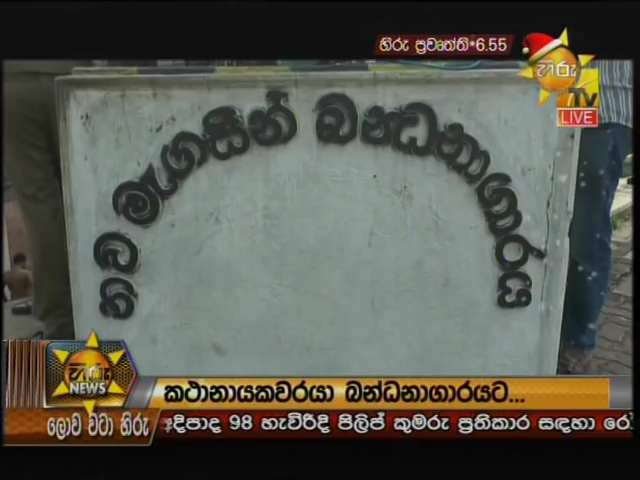 හිරු ප්‍රවෘත්ති*6.55
හිරු
TV
LIVE
නව මැගසින් බන්ධනාගාරය
හිරු
NEWS
කථානායකවරයා බන්ධනාගාරයට...
ලොව වටා හිරු
දිපාද 98 හැවිරිදි පිලිප් කුමරු ප්‍රතිකාර සඳහා රෝ